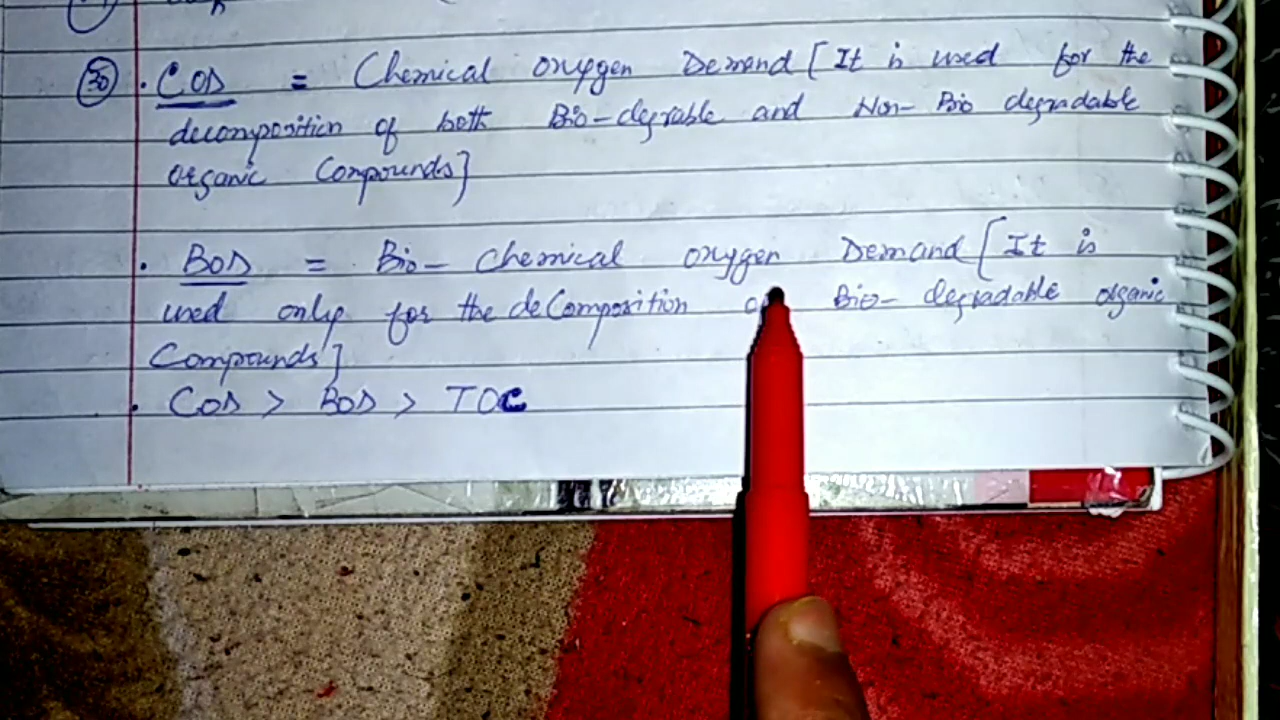 (30) . COD = Chemical oxygen Demand [It is used for the
decomposition of both Bio-degrable and Non-Bio degradable
organic Compounds]
. BOD = Bio-chemical oxygen Demand [It is
used only for the deComposition Bio-degradable organic
Compounds]
. COD > BOD > TOC